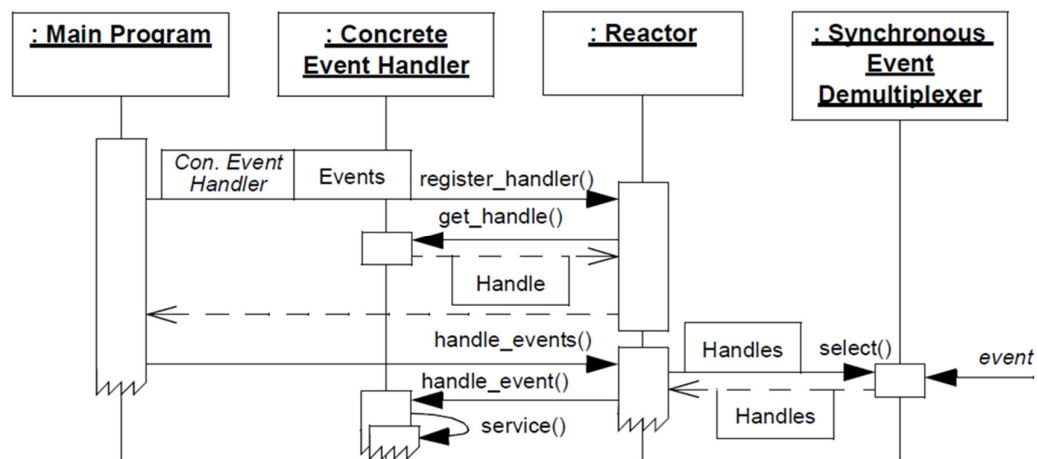 : Main Program
: Concrete
Event Handler
: Reactor
: Synchronous
Event
Demultiplexer
Con. Event
Handler
Events
register_handler()
get_handle()
Handle
handle_events()
Handles
select()
event
handle_event()
Handles
service()